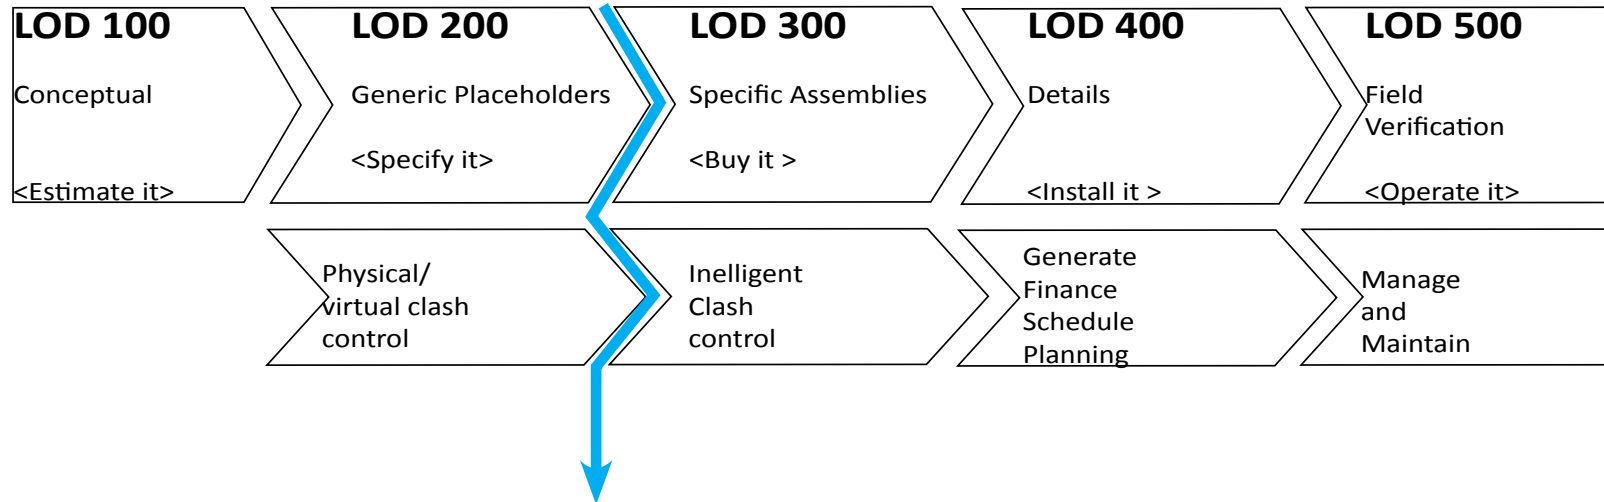 LOD 100
Conceptual
<Estimate it>
LOD 200
Generic Placeholders
<Specify it>
LOD 300
Specific Assemblies
<Buy it >
LOD 400
Details
<Install it >
LOD 500
Field
Verification
<Operate it>
Physical/
virtual clash
control
Inelligent
Clash
control
Generate
Finance
Schedule
Planning
Manage
and
Maintain